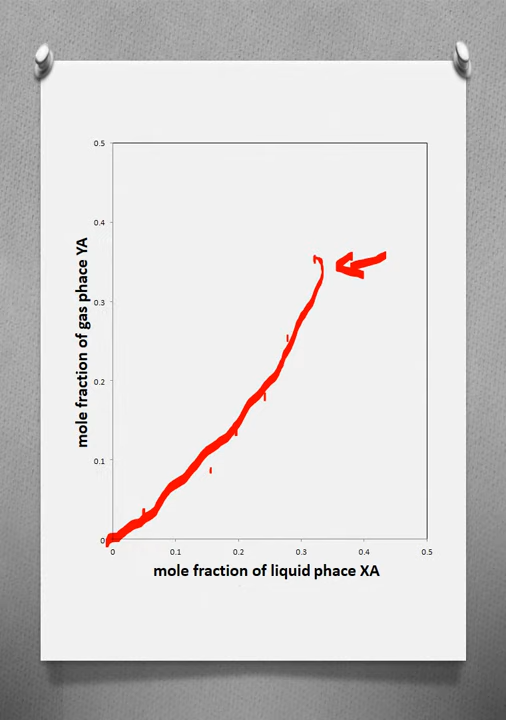 0.5
0.4
mole fraction of gas phace YA
0.3
0.2
0.1
0
0 0.1 0.2 0.3 0.4 0.5
mole fraction of liquid phace XA